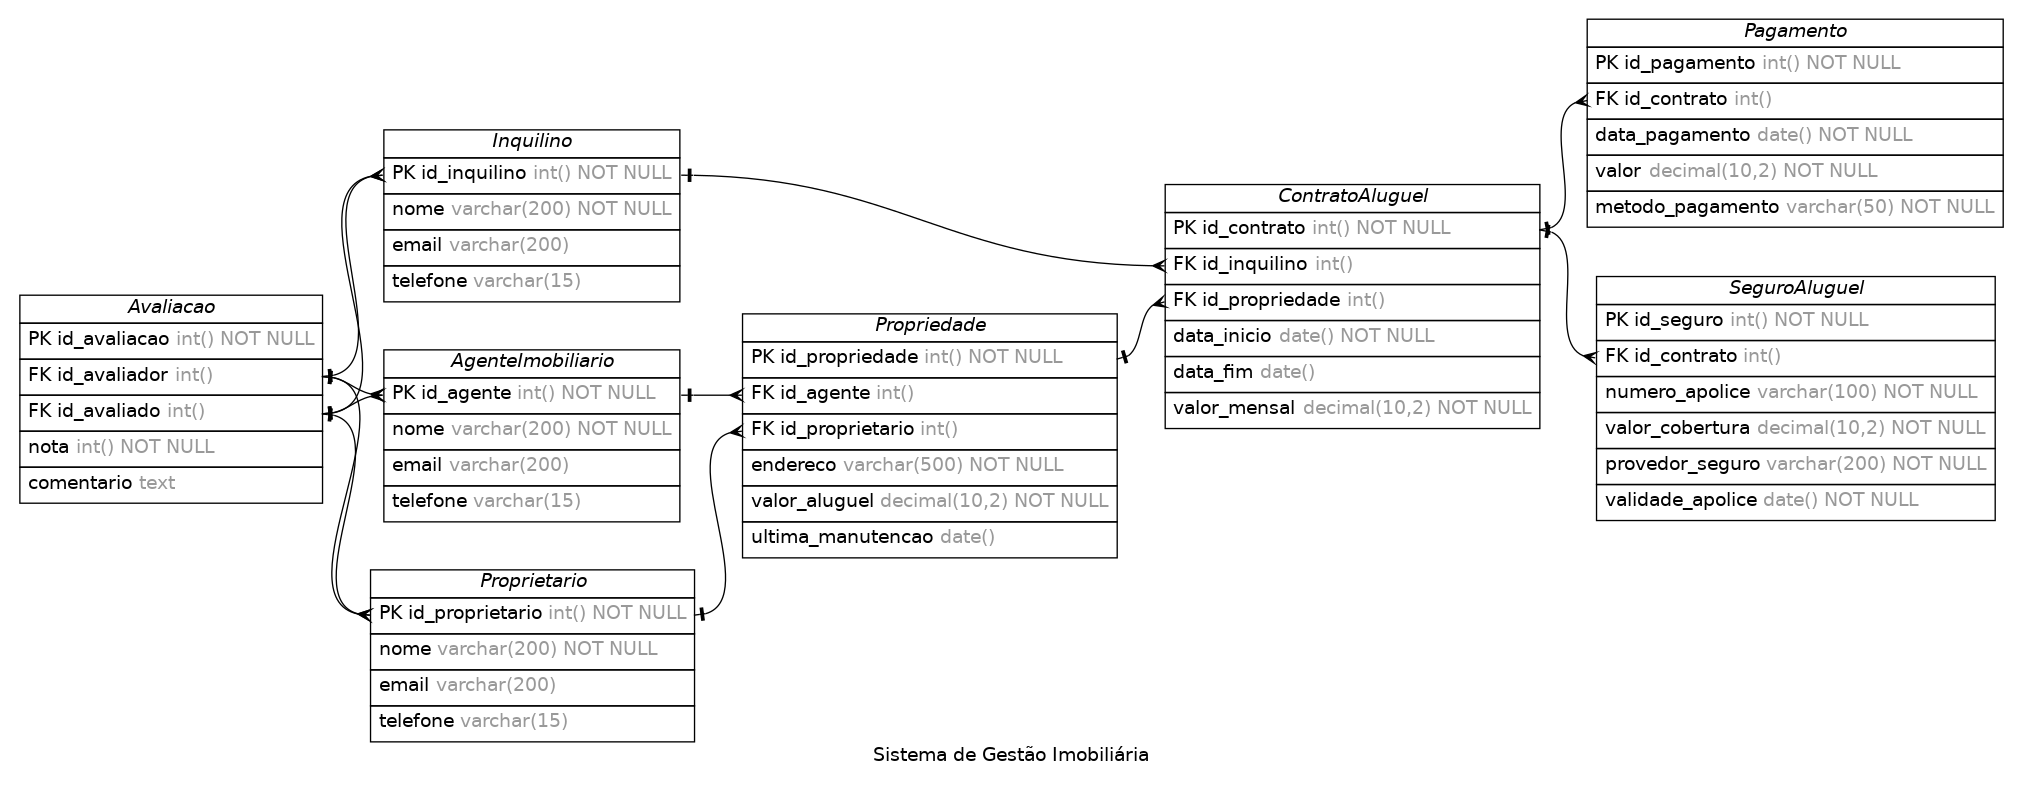 Avaliacao
PK id_avaliacao int() NOT NULL
FK id_avaliador int()
FK id_avaliado int()
nota int() NOT NULL
comentario text
Inquilino
PK id_inquilino int() NOT NULL
nome varchar(200) NOT NULL
email varchar(200)
telefone varchar(15)
AgenteImobiliario
PK id_agente int() NOT NULL
nome varchar(200) NOT NULL
email varchar(200)
telefone varchar(15)
Proprietario
PK id_proprietario int() NOT NULL
nome varchar(200) NOT NULL
email varchar(200)
telefone varchar(15)
Propriedade
PK id_propriedade int() NOT NULL
FK id_agente int()
FK id_proprietario int()
endereco varchar(500) NOT NULL
valor_aluguel decimal(10,2) NOT NULL
ultima_manutencao date()
ContratoAluguel
PK id_contrato int() NOT NULL
FK id_inquilino int()
FK id_propriedade int()
data_inicio date() NOT NULL
data_fim date()
valor_mensal decimal(10,2) NOT NULL
Pagamento
PK id_pagamento int() NOT NULL
FK id_contrato int()
data_pagamento date() NOT NULL
valor decimal(10,2) NOT NULL
metodo_pagamento varchar(50) NOT NULL
SeguroAluguel
PK id_seguro int() NOT NULL
FK id_contrato int()
numero_apolice varchar(100) NOT NULL
valor_cobertura decimal(10,2) NOT NULL
provedor_seguro varchar(200) NOT NULL
validade_apolice date() NOT NULL
Sistema de Gestão Imobiliária